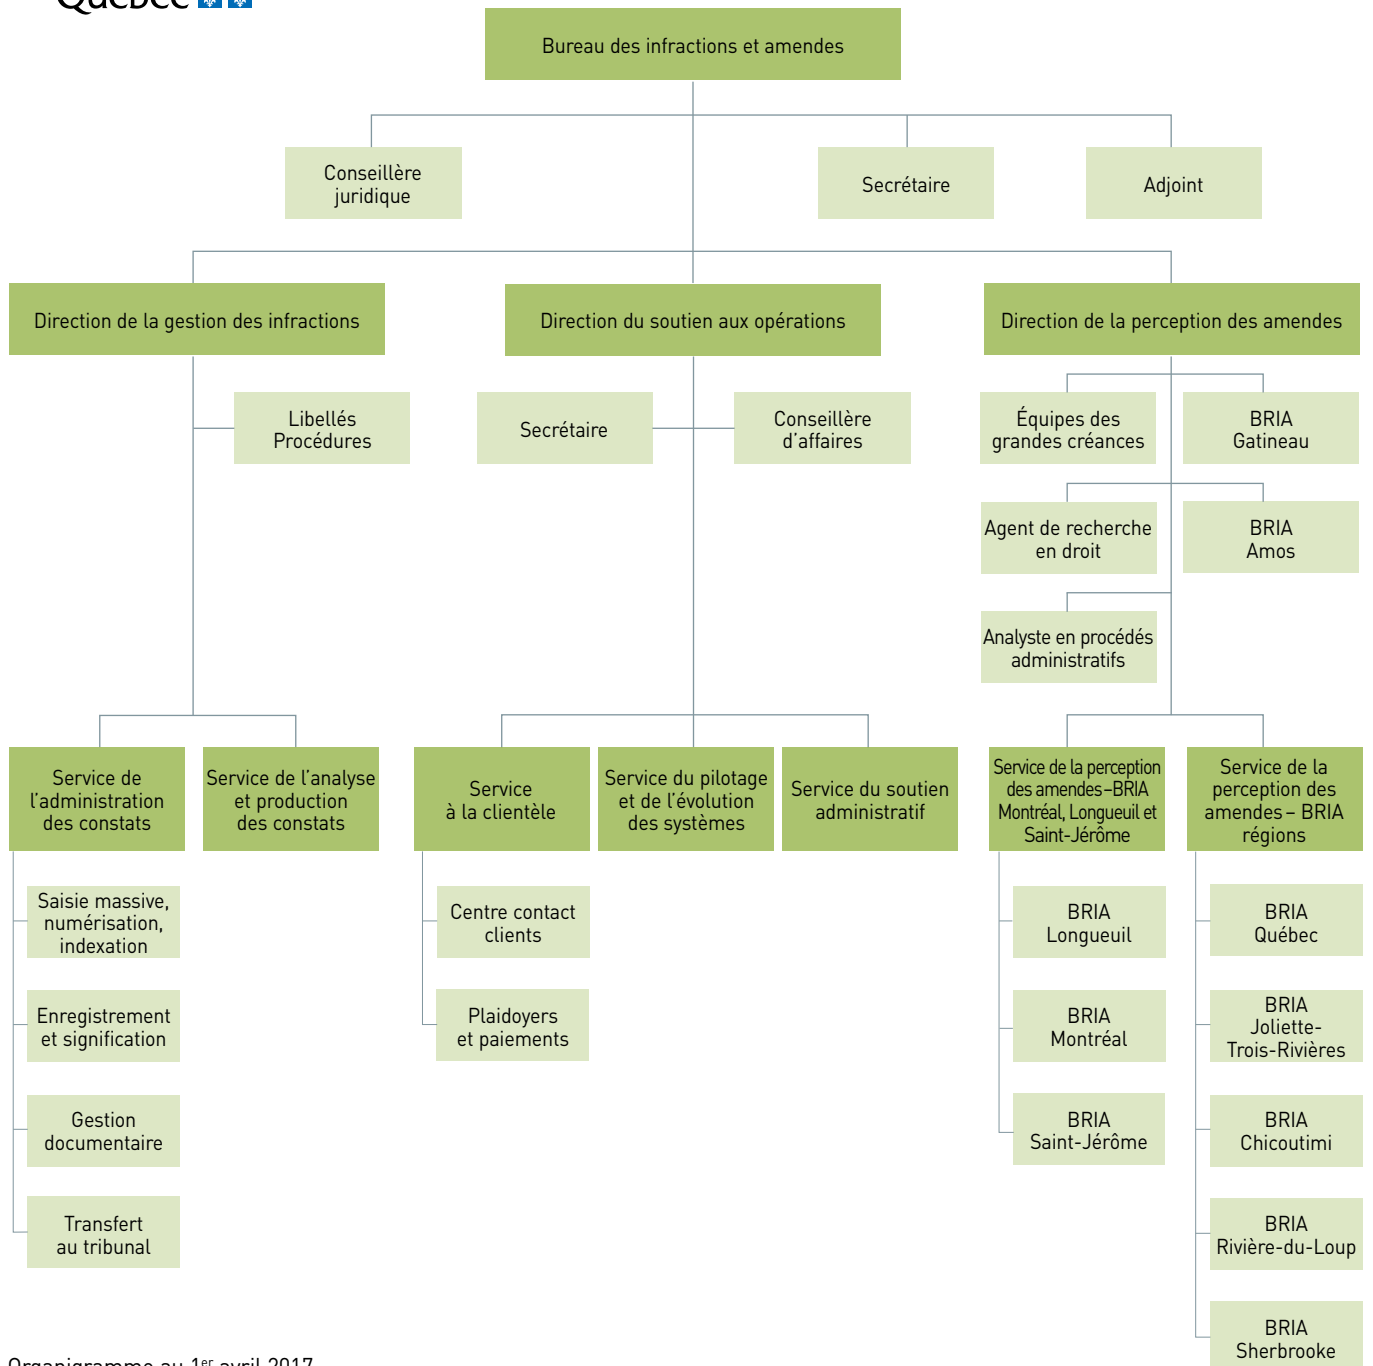 Québec
Bureau des infractions et amendes
Conseillère
juridique
Secrétaire
Adjoint
Direction de la gestion des infractions
Direction du soutien aux opérations
Direction de la perception des amendes
Libellés
Procédures
Secrétaire
Conseillère
d'affaires
Équipes des
grandes créances
BRIA
Gatineau
Agent de recherche
en droit
BRIA
Amos
Analyste en procédés
administratifs
Service de
l'administration
des constats
Service de l'analyse
et production
des constats
Service
à la clientèle
Service du pilotage
et de l'évolution
des systèmes
Service du soutien
administratif
Service de la perception
des amendes–BRIA
Montréal, Longueuil et
Saint-Jérôme
Service de la
perception des
amendes – BRIA
régions
Saisie massive,
numérisation,
indexation
Enregistrement
et signification
Gestion
documentaire
Transfert
au tribunal
Centre contact
clients
Plaidoyers
et paiements
BRIA
Longueuil
BRIA
Montréal
BRIA
Saint-Jérôme
BRIA
Québec
BRIA
Joliette-
Trois-Rivières
BRIA
Chicoutimi
BRIA
Rivière-du-Loup
BRIA
Sherbrooke
Organigramme au 1er avril 2017